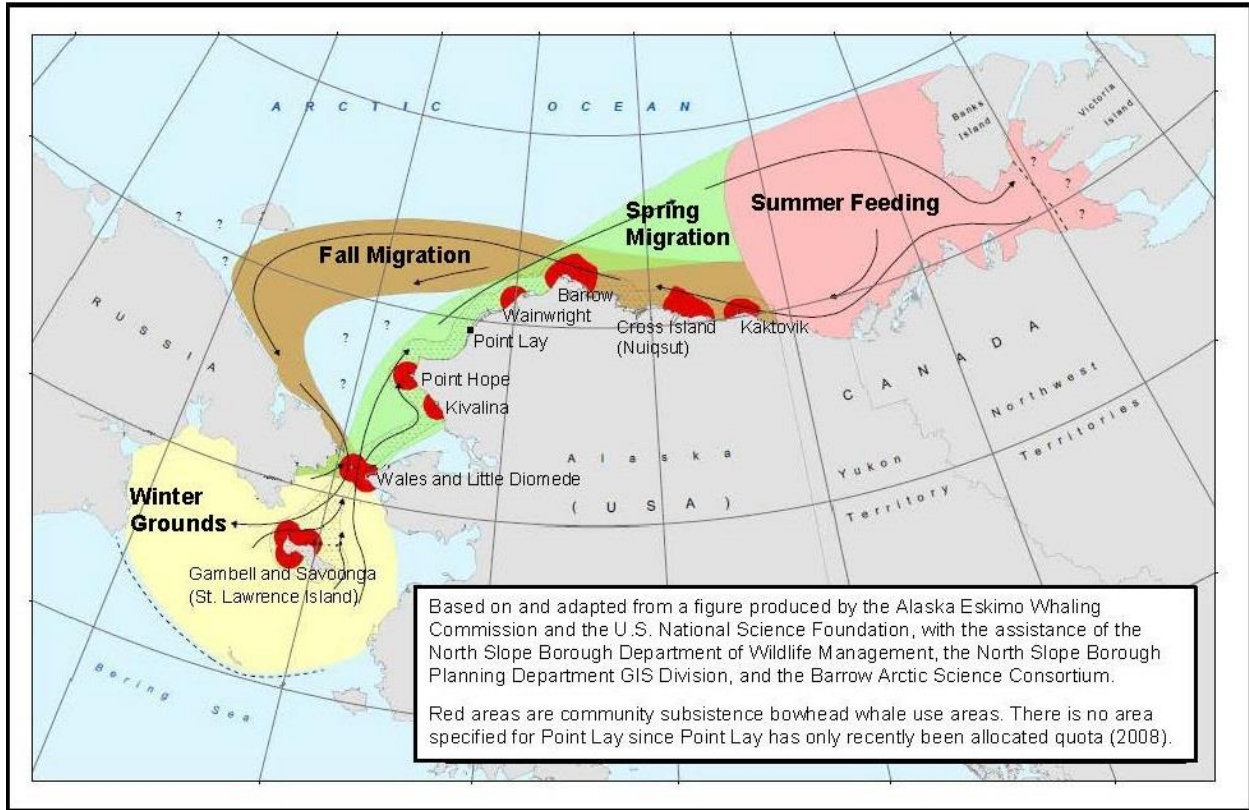 ARCTIC OCEAN
Banks
Island
Victoria
Island
?
?
?
?
?
?
?
?
?
Summer Feeding
Spring
Migration
Fall Migration
RUSSIA
Barrow
Wainwright
Cross Island
(Nuiqsut)
Kaktovik
Point Lay
Point Hope
Kivalina
CANADA
Northwest
Territories
Yukon
Territory
Alaska
(USA)
Wales and Little Diomede
Winter
Grounds
Gambell and Savoonga
(St. Lawrence Island)
Bering Sea
Based on and adapted from a figure produced by the Alaska Eskimo Whaling
Commission and the U.S. National Science Foundation, with the assistance of the
North Slope Borough Department of Wildlife Management, the North Slope Borough
Planning Department GIS Division, and the Barrow Arctic Science Consortium.
Red areas are community subsistence bowhead whale use areas. There is no area
specified for Point Lay since Point Lay has only recently been allocated quota (2008).